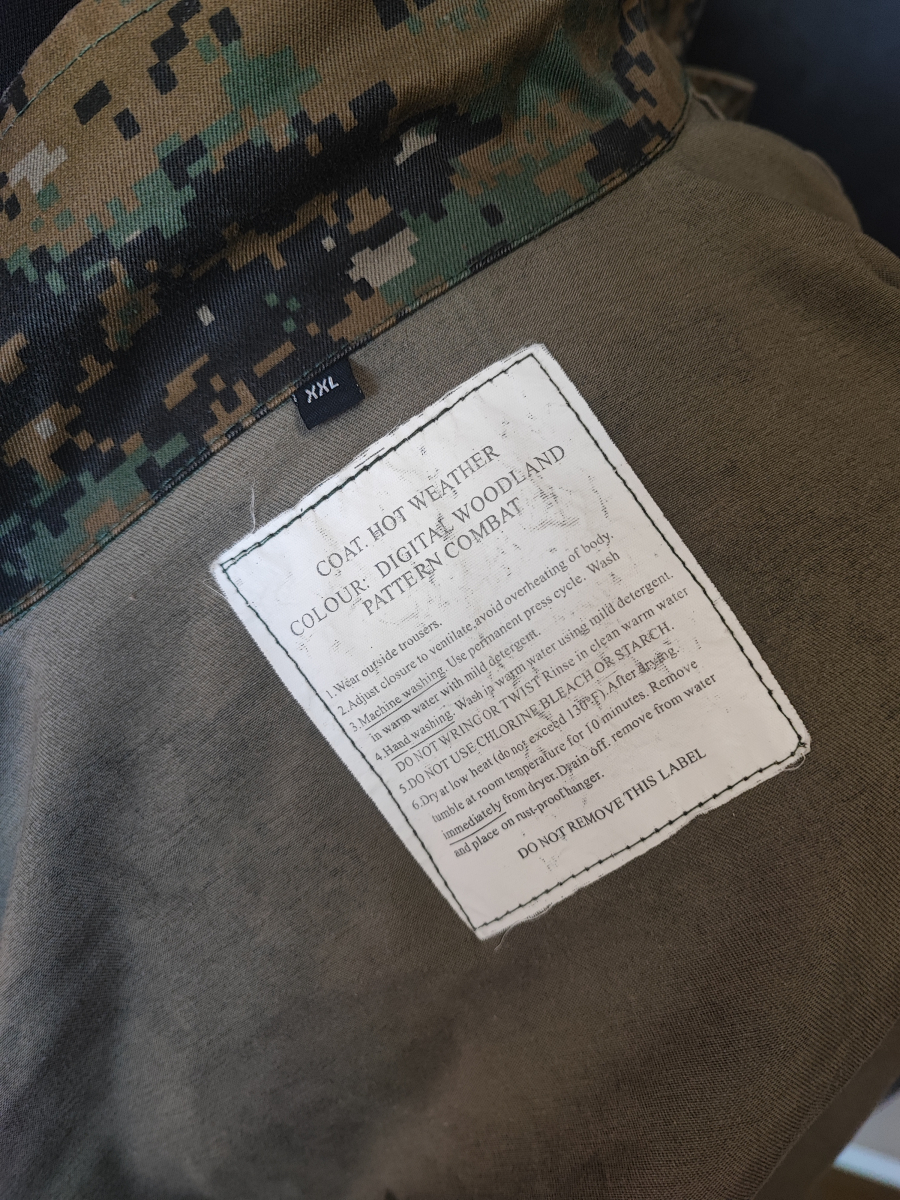 XXL
COAT. HOT WEATHER
COLOUR: DIGITAL WOODLAND
PATTERN COMBAT
1.Wear outside trousers.
2.Adjust closure to ventilate,avoid overheating of body.
3.Machine washing. Use permanent press cycle. Wash
in warm water with mild detergent.
4.Hand washing. Wash in warm water using mild detergent.
DO NOT WRING OR TWIST Rinse in clean warm water
5.DO NOT USE CHLORINE BLEACH OR STARCH.
6.Dry at low heat (do not exceed 130°F).After drying.
tumble at room temperature for 10 minutes. Remove
immediately from dryer.Drain off. remove from water
and place on rust-proof hanger.
DO NOT REMOVE THIS LABEL